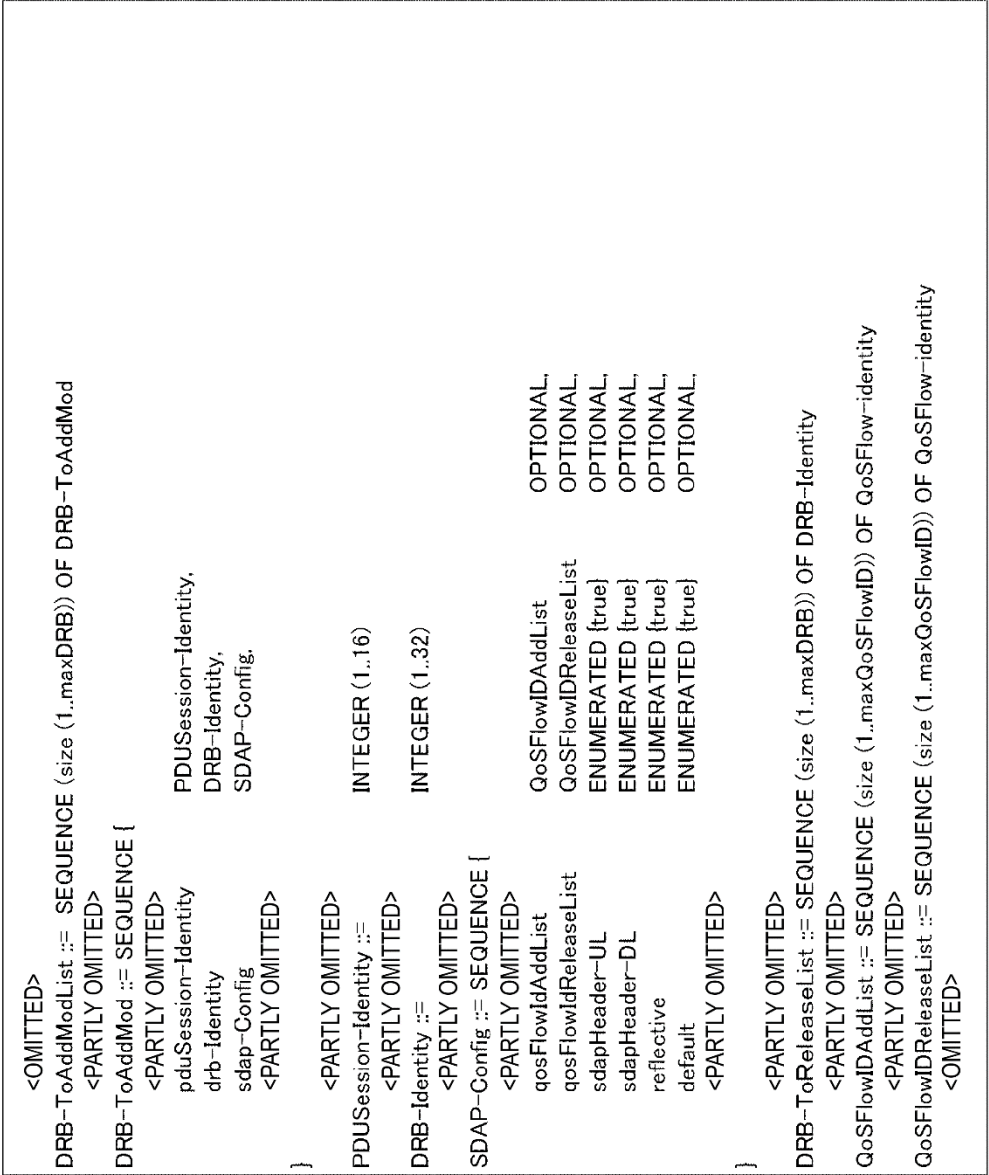 <OMITTED>
DRB-ToAddModList ::= SEQUENCE (size (1..maxDRB)) OF DRB-ToAddMod
<PARTLY OMITTED>
DRB-ToAddMod ::= SEQUENCE {
<PARTLY OMITTED>
pduSession-Identity PDUSession-Identity,
drb-Identity DRB-Identity,
sdap-Config SDAP-Config,
<PARTLY OMITTED>
}
<PARTLY OMITTED>
PDUSession-Identity ::= INTEGER (1..16)
<PARTLY OMITTED>
DRB-Identity ::= INTEGER (1..32)
<PARTLY OMITTED>
SDAP-Config ::= SEQUENCE {
<PARTLY OMITTED>
qosFlowIdAddList QoSFlowIDAddList OPTIONAL,
qosFlowIdReleaseList QoSFlowIDReleaseList OPTIONAL,
sdapHeader-UL ENUMERATED {true} OPTIONAL,
sdapHeader-DL ENUMERATED {true} OPTIONAL,
reflective ENUMERATED {true} OPTIONAL,
default ENUMERATED {true} OPTIONAL,
<PARTLY OMITTED>
}
<PARTLY OMITTED>
DRB-ToReleaseList ::= SEQUENCE (size (1..maxDRB)) OF DRB-Identity
<PARTLY OMITTED>
QoSFlowIDAddList ::= SEQUENCE (size (1..maxQoSFlowID)) OF QoSFlow-identity
<PARTLY OMITTED>
QoSFlowIDReleaseList ::= SEQUENCE (size (1..maxQoSFlowID)) OF QoSFlow-identity
<OMITTED>